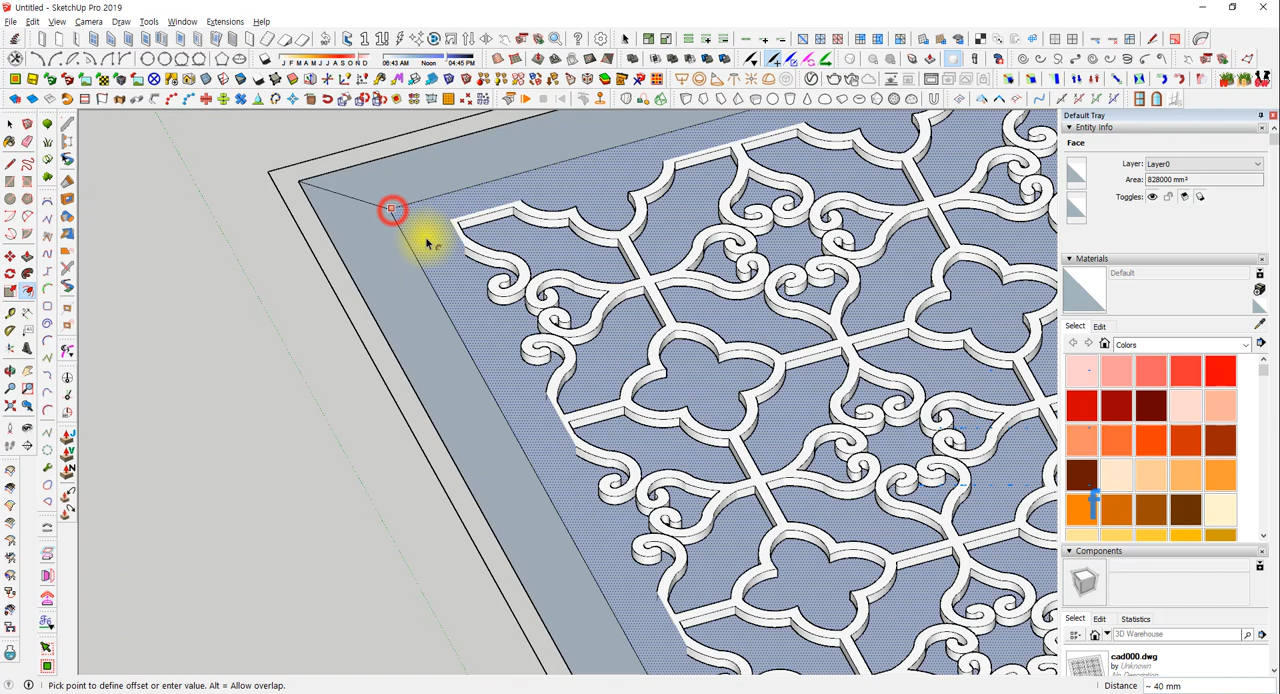 Untitled - SketchUp Pro 2019
File Edit View Camera Draw Tools Window Extensions Help
J F M A M J J A S O N D 06:43 AM Noon 04:45 PM
Default Tray
Entity Info
Face
Layer: Layer0
Area: 828000 mm²
Toggles:
Materials
Default
Select Edit
Colors
f
Components
Select Edit Statistics
3D Warehouse
cad000.dwg
by Unknown
Pick point to define offset or enter value. Alt = Allow overlap.
Distance ~ 40 mm